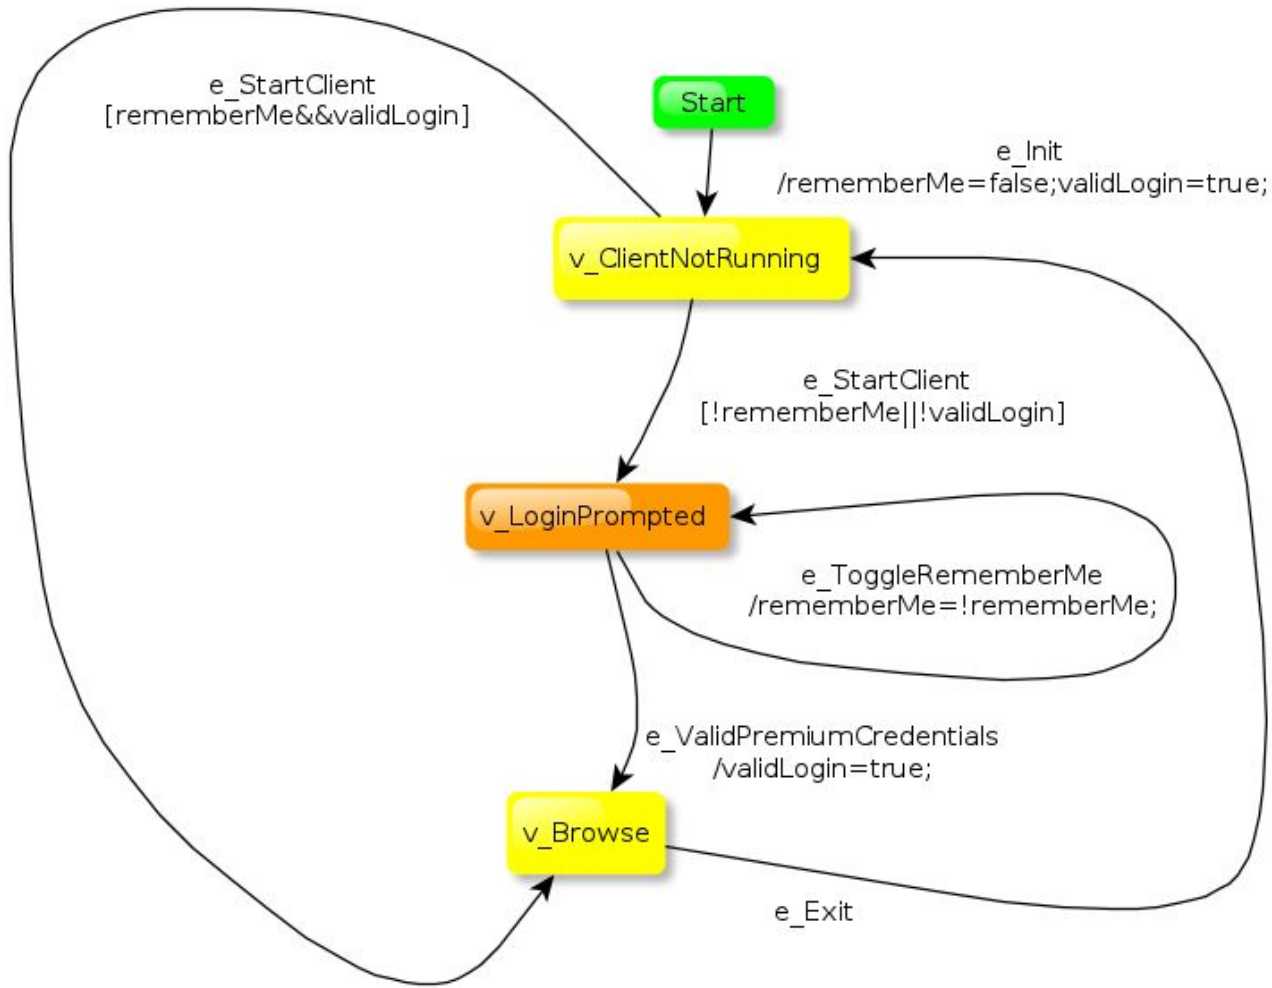 e_StartClient
[rememberMe&&validLogin]
Start
e_Init
/rememberMe=false;validLogin=true;
v_ClientNotRunning
e_StartClient
[!rememberMe||!validLogin]
v_LoginPrompted
e_ToggleRememberMe
/rememberMe=!rememberMe;
e_ValidPremiumCredentials
/validLogin=true;
v_Browse
e_Exit